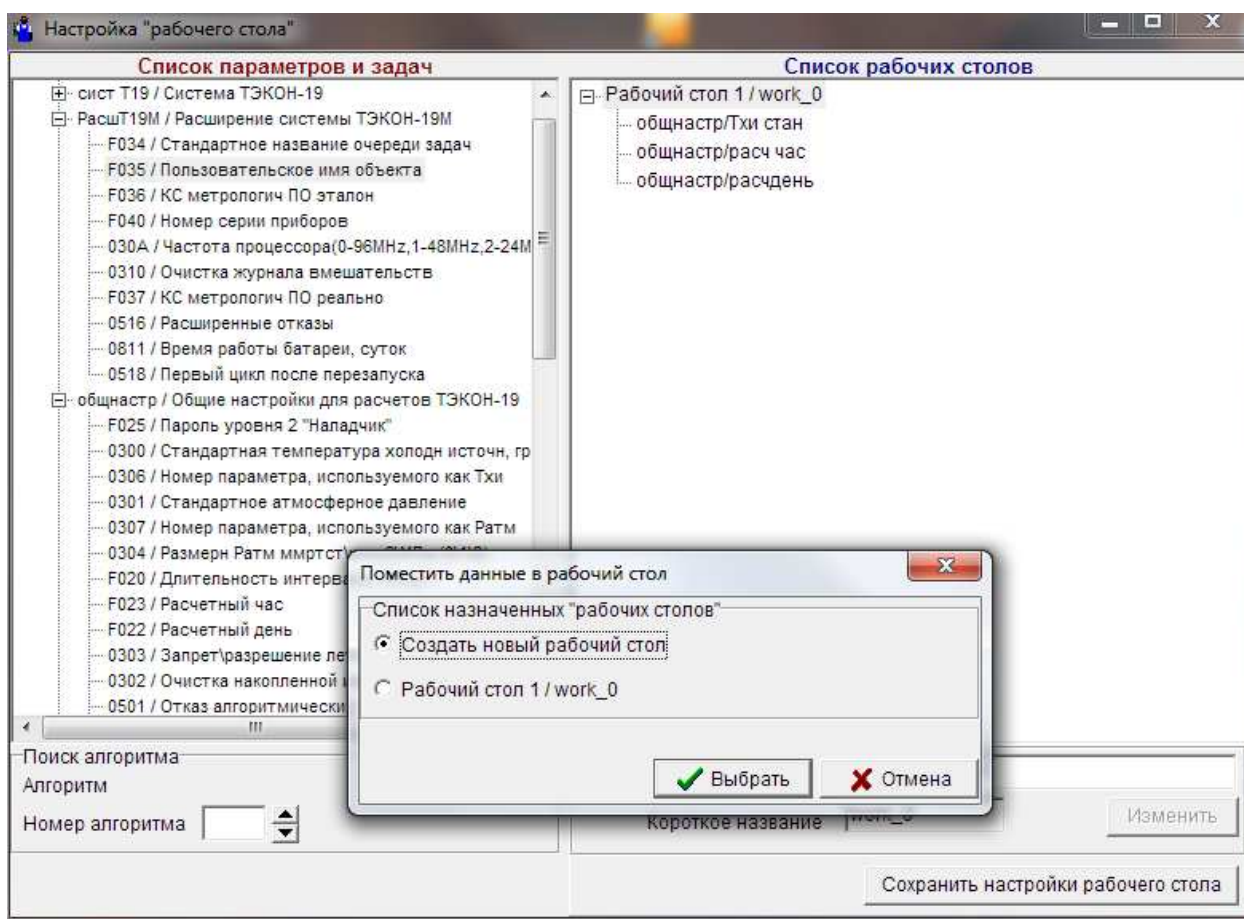 Настройка "рабочего стола"
Список параметров и задач
сист Т19 / Система ТЭКОН-19
РасшТ19М / Расширение системы ТЭКОН-19М
F034 / Стандартное название очереди задач
F035 / Пользовательское имя объекта
F036 / КС метрологич ПО эталон
F040 / Номер серии приборов
030A / Частота процессора(0-96MHz,1-48MHz,2-24M
0310 / Очистка журнала вмешательств
F037 / КС метрологич ПО реально
0516 / Расширенные отказы
0811 / Время работы батареи, суток
0518 / Первый цикл после перезапуска
общнастр / Общие настройки для расчетов ТЭКОН-19
F025 / Пароль уровня 2 "Наладчик"
0300 / Стандартная температура холодн источн, гр
0306 / Номер параметра, используемого как Тхи
0301 / Стандартное атмосферное давление
0307 / Номер параметра, используемого как Ратм
0304 / Размерн Ратм ммртст\
F020 / Длительность интерва
F023 / Расчетный час
F022 / Расчетный день
0303 / Запрет\разрешение ле
0302 / Очистка накопленной
0501 / Отказ алгоритмически
Поиск алгоритма
Алгоритм
Номер алгоритма
Список рабочих столов
Рабочий стол 1 / work_0
общнастр/Тхи стан
общнастр/расч час
общнастр/расчдень
Поместить данные в рабочий стол
Список назначенных "рабочих столов"
Создать новый рабочий стол
Рабочий стол 1 / work_0
Выбрать
Отмена
Короткое название
work_0
Изменить
Сохранить настройки рабочего стола